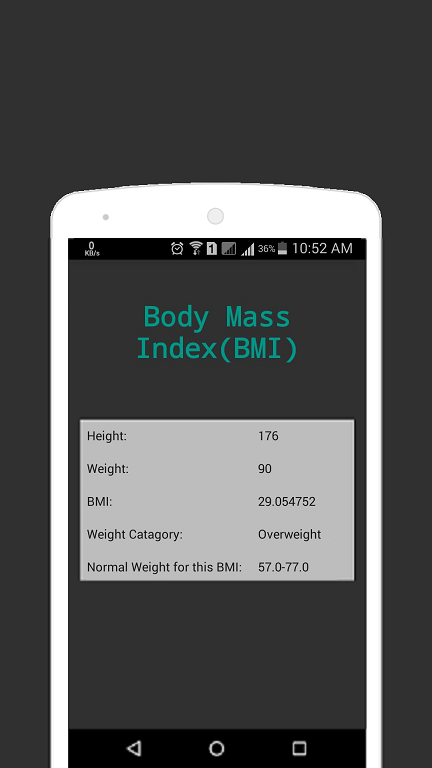 0
KB/s
1
36%
10:52 AM
Body Mass
Index(BMI)
Height: 176
Weight: 90
BMI: 29.054752
Weight Catagory: Overweight
Normal Weight for this BMI: 57.0-77.0